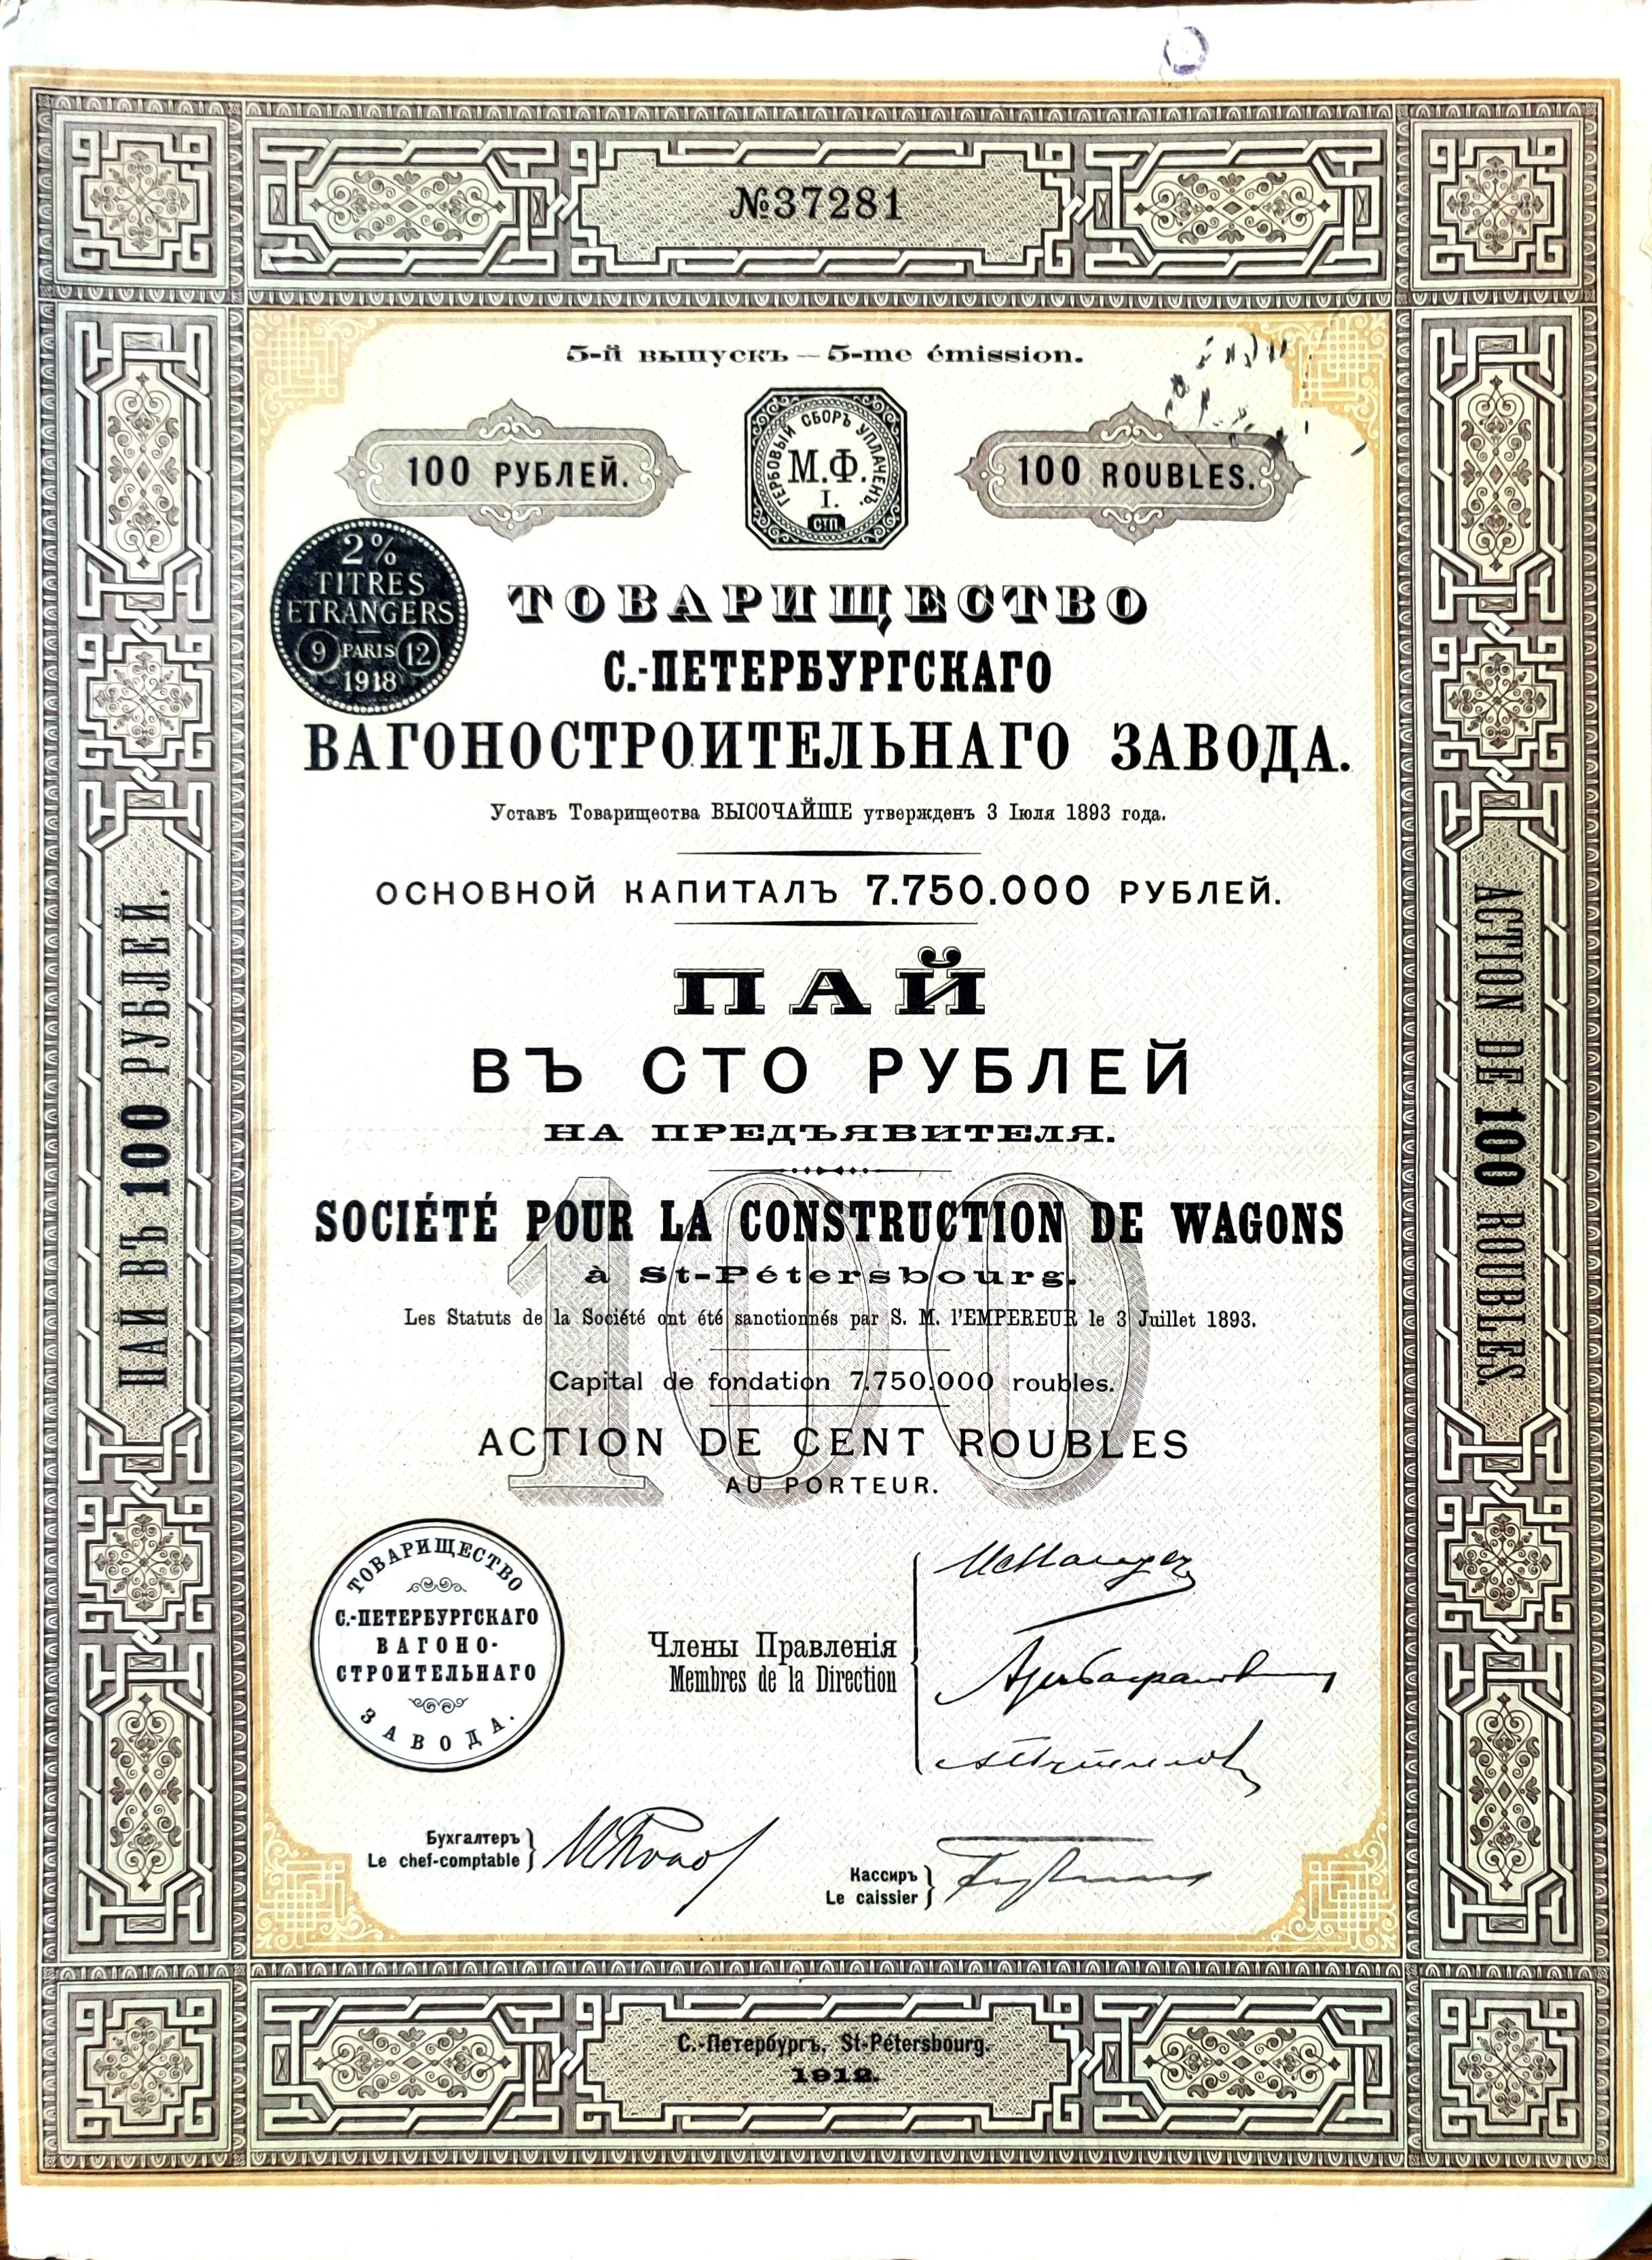 №37281
5-й выпускъ — 5-me émission.
100 РУБЛЕЙ.
ГЕРБОВЫЙ СБОРЪ УПЛАЧЕНЪ.
М.Ф.
I.
СТП.
100 ROUBLES.
2%
TITRES
ETRANGERS
9 PARIS 12
1918
ТОВАРИЩЕСТВО
С.-ПЕТЕРБУРГСКАГО
ВАГОНОСТРОИТЕЛЬНАГО ЗАВОДА.
Уставъ Товарищества ВЫСОЧАЙШЕ утвержденъ 3 Іюля 1893 года.
ОСНОВНОЙ КАПИТАЛЪ 7.750.000 РУБЛЕЙ.
ПАЙ
ВЪ СТО РУБЛЕЙ
НА ПРЕДЪЯВИТЕЛЯ.
100
SOCIÉTÉ POUR LA CONSTRUCTION DE WAGONS
à St-Pétersbourg.
Les Statuts de la Société ont été sanctionnés par S. M. l'EMPEREUR le 3 Juillet 1893.
Capital de fondation 7.750.000 roubles.
ACTION DE CENT ROUBLES
AU PORTEUR.
ПАЙ ВЪ 100 РУБЛЕЙ.
ACTION DE 100 ROUBLES.
ТОВАРИЩЕСТВО
С.-ПЕТЕРБУРГСКАГО
ВАГОНО-
СТРОИТЕЛЬНАГО
ЗАВОДА.
Члены Правленія
Membres de la Direction
Бухгалтеръ
Le chef-comptable
Кассиръ
Le caissier
С.-Петербургъ, St-Pétersbourg.
1912.